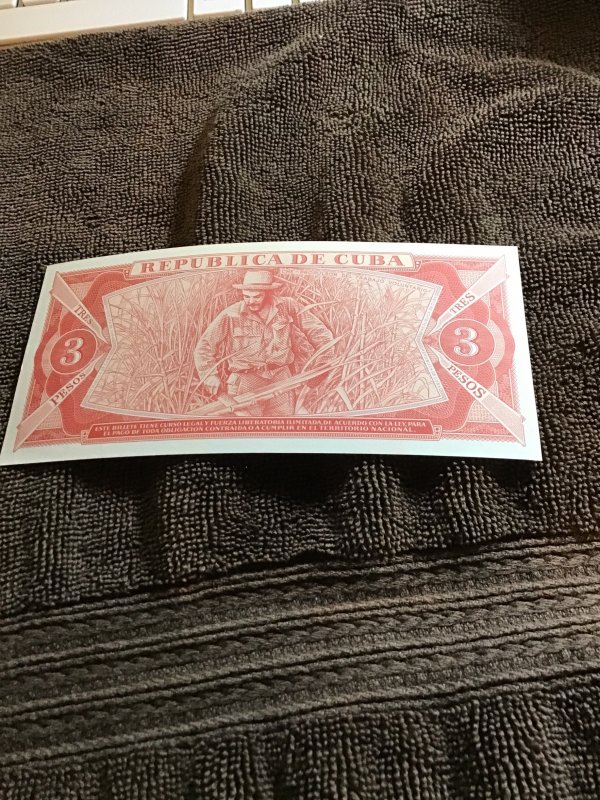 REPUBLICA DE CUBA
TRES
3
PESOS
TRES
3
PESOS
ESTE BILLETE TIENE CURSO LEGAL Y FUERZA LIBERATORIA ILIMITADA, DE ACUERDO CON LA LEY, PARA
EL PAGO DE TODA OBLIGACION CONTRAIDA O A CUMPLIR EN EL TERRITORIO NACIONAL